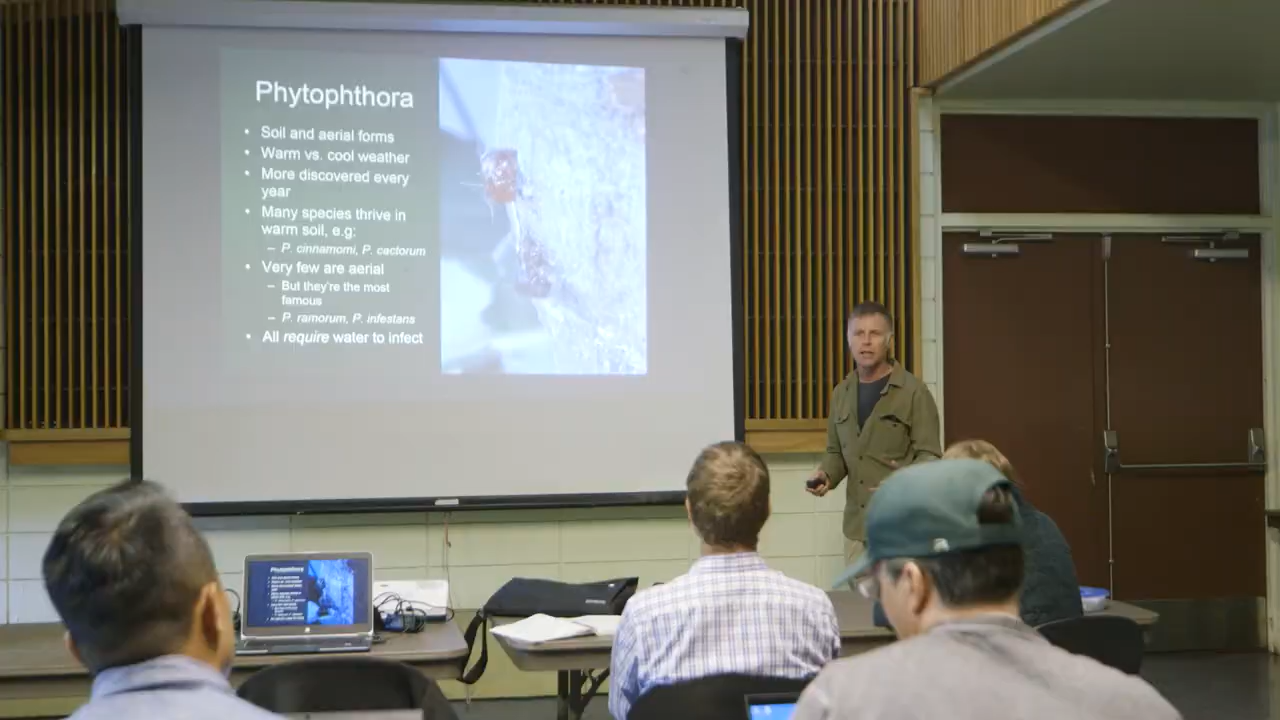 Phytophthora
• Soil and aerial forms
• Warm vs. cool weather
• More discovered every
year
• Many species thrive in
warm soil, e.g:
– P. cinnamomi, P. cactorum
• Very few are aerial
– But they're the most
famous
– P. ramorum, P. infestans
• All require water to infect
Phytophthora